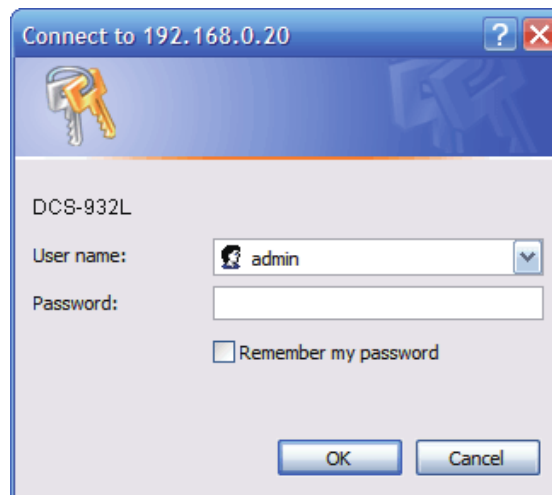 Connect to 192.168.0.20
DCS-932L
User name: admin
Password:
Remember my password
OK Cancel